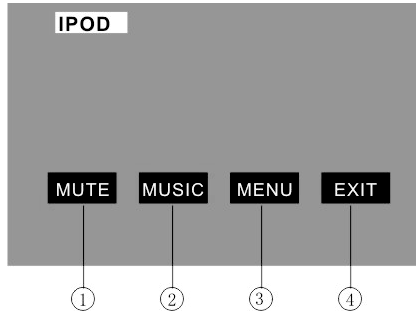 IPOD
MUTE MUSIC MENU EXIT
① ② ③ ④